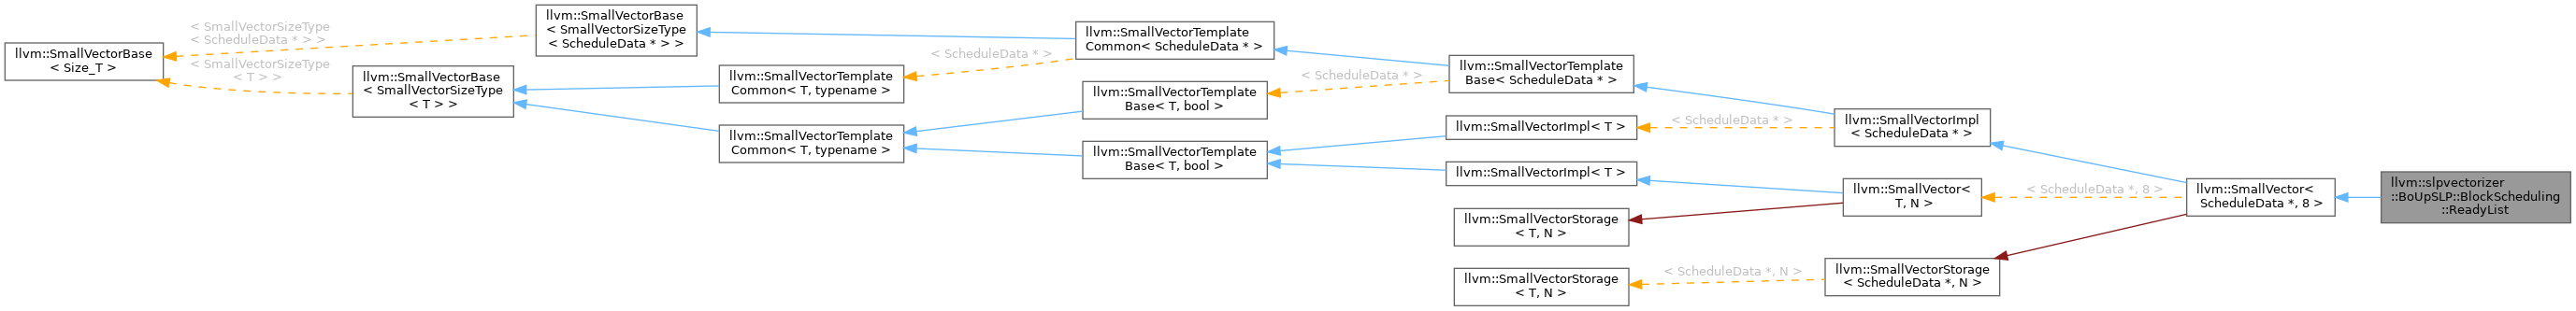 llvm::SmallVectorBase
< Size_T >
< SmallVectorSizeType
< ScheduleData * > >
< SmallVectorSizeType
< T > >
llvm::SmallVectorBase
< SmallVectorSizeType
< ScheduleData * > >
llvm::SmallVectorBase
< SmallVectorSizeType
< T > >
llvm::SmallVectorTemplate
Common< T, typename >
llvm::SmallVectorTemplate
Common< T, typename >
< ScheduleData * >
llvm::SmallVectorTemplate
Common< ScheduleData * >
llvm::SmallVectorTemplate
Base< T, bool >
llvm::SmallVectorTemplate
Base< T, bool >
< ScheduleData * >
llvm::SmallVectorTemplate
Base< ScheduleData * >
llvm::SmallVectorImpl< T >
llvm::SmallVectorImpl< T >
llvm::SmallVectorStorage
< T, N >
llvm::SmallVectorStorage
< T, N >
< ScheduleData * >
< ScheduleData *, N >
llvm::SmallVectorImpl
< ScheduleData * >
llvm::SmallVector<
T, N >
llvm::SmallVectorStorage
< ScheduleData *, N >
< ScheduleData *, 8 >
llvm::SmallVector<
ScheduleData *, 8 >
llvm::slpvectorizer
::BoUpSLP::BlockScheduling
::ReadyList